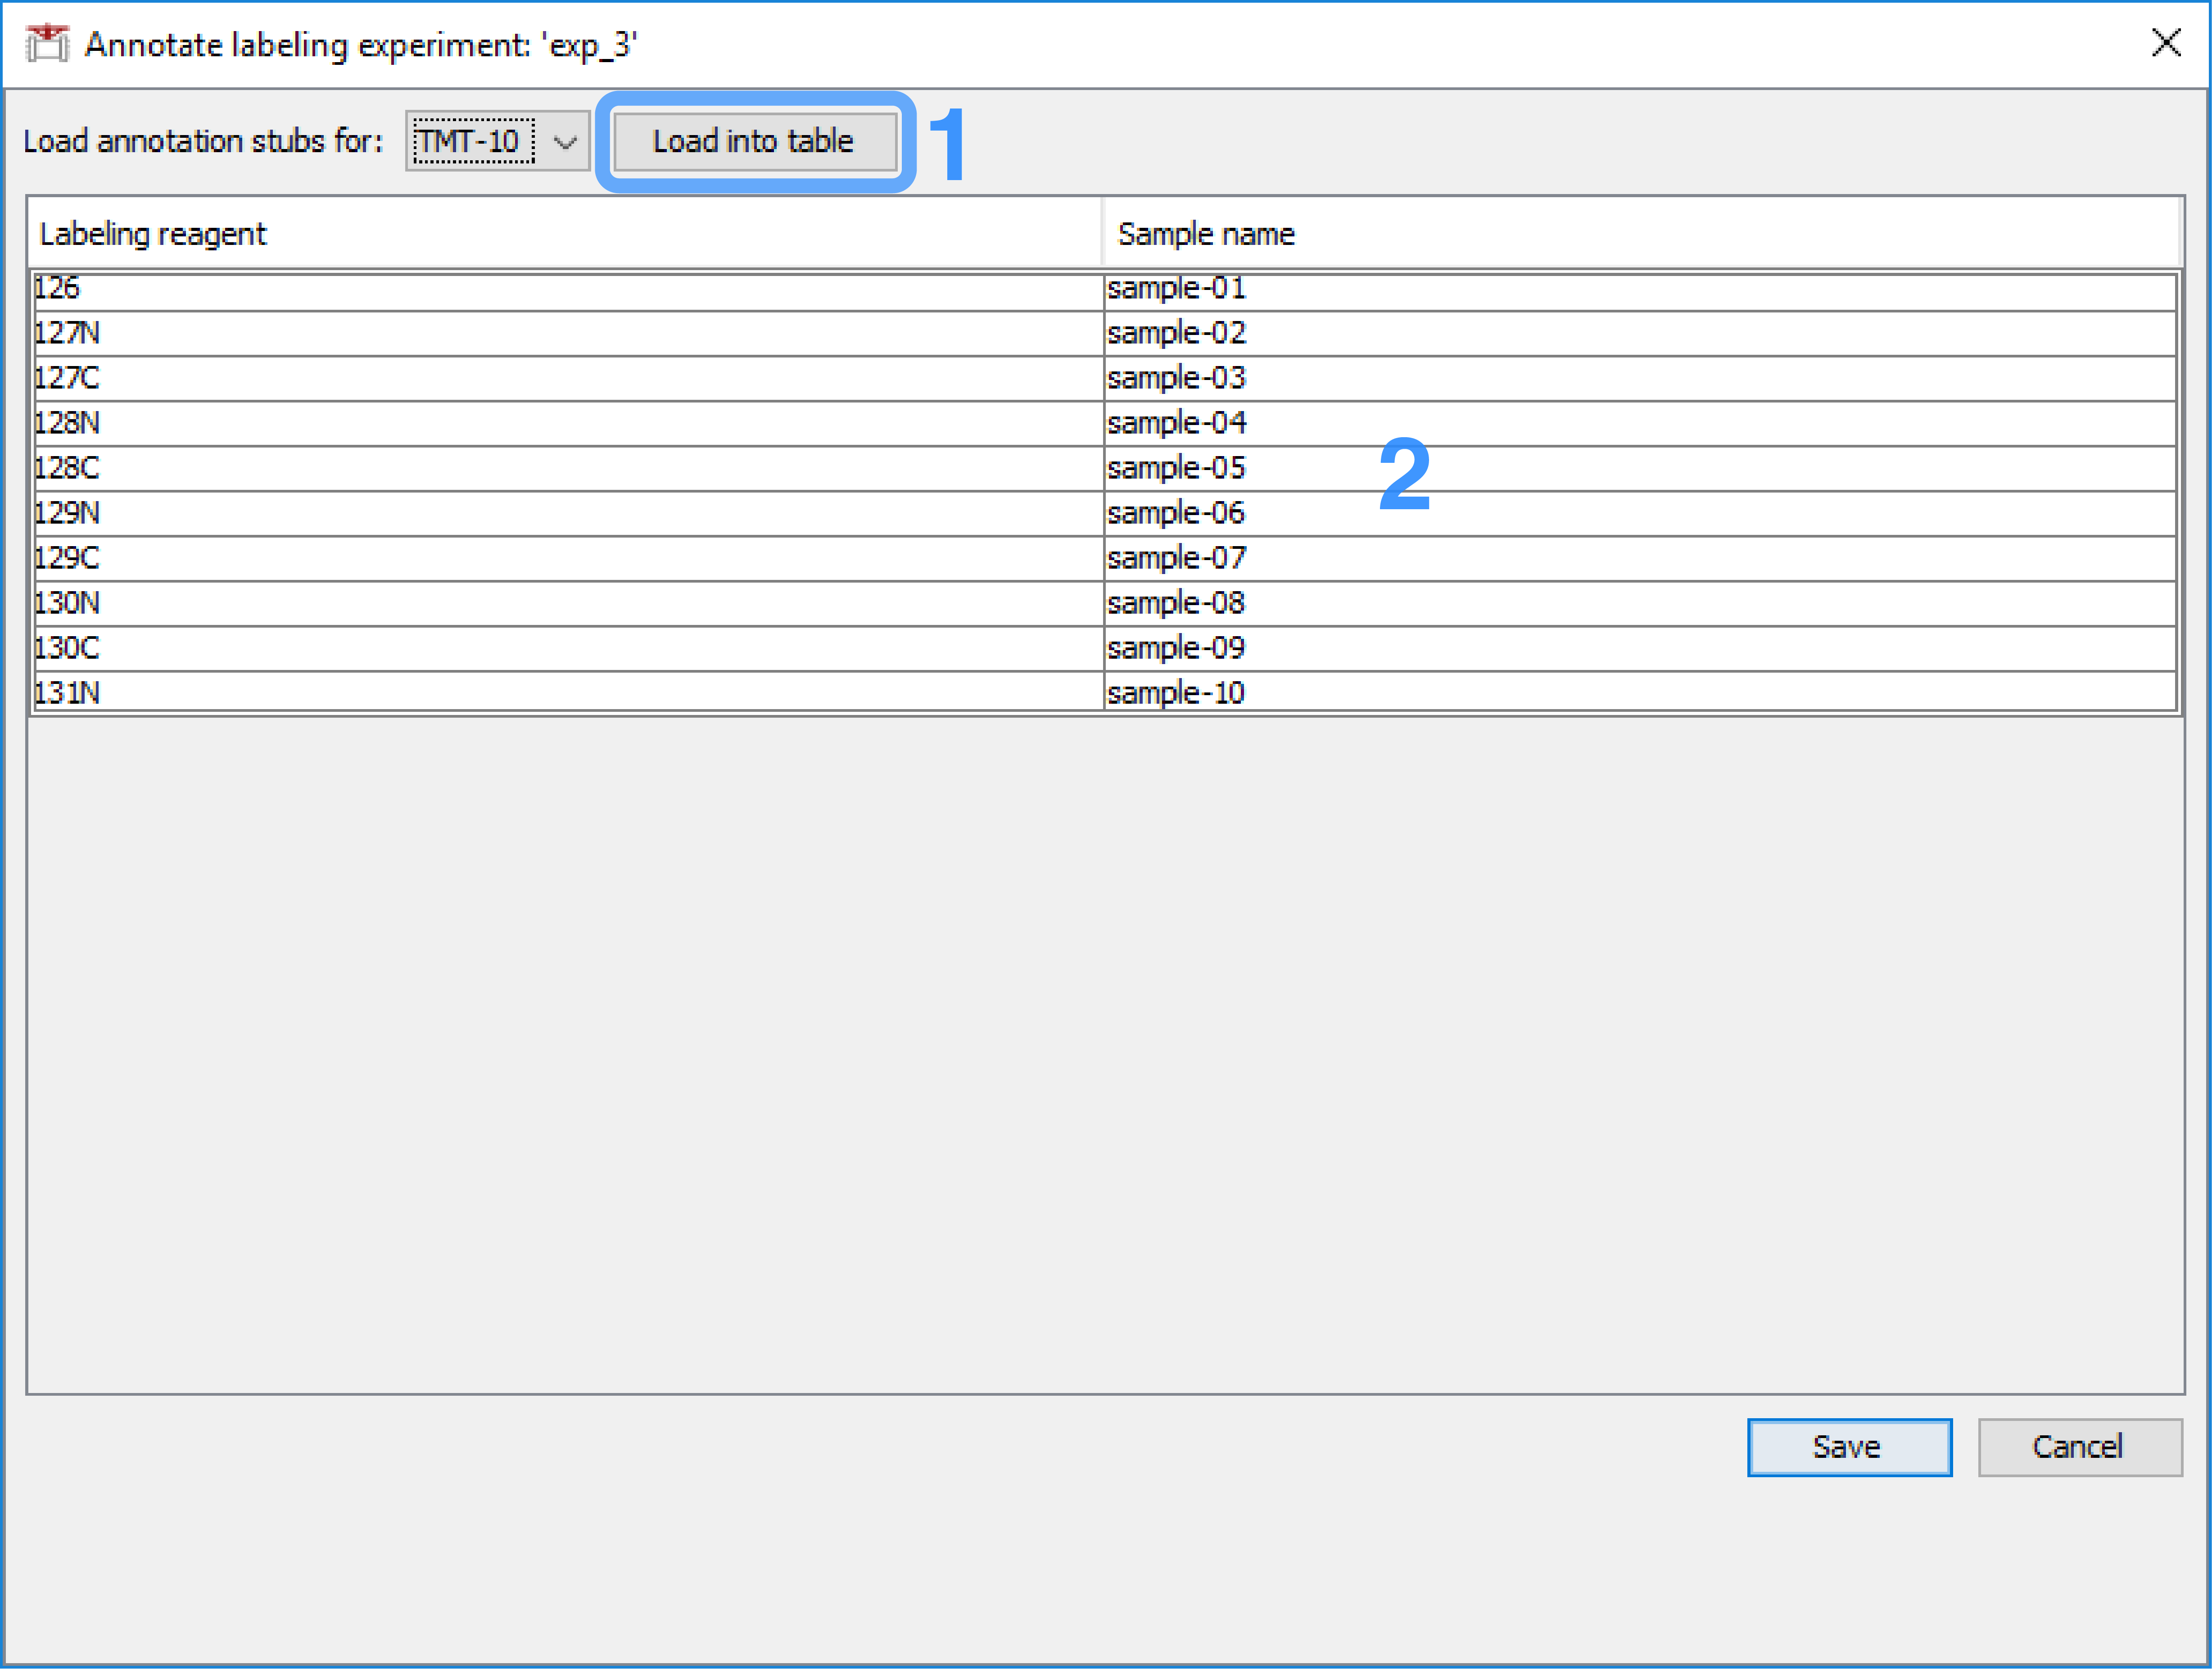 Annotate labeling experiment: 'exp_3'
Load annotation stubs for: TMT-10 Load into table 1
Labeling reagent Sample name
126 sample-01
127N sample-02
127C sample-03
128N sample-04
128C sample-05 2
129N sample-06
129C sample-07
130N sample-08
130C sample-09
131N sample-10
Save Cancel